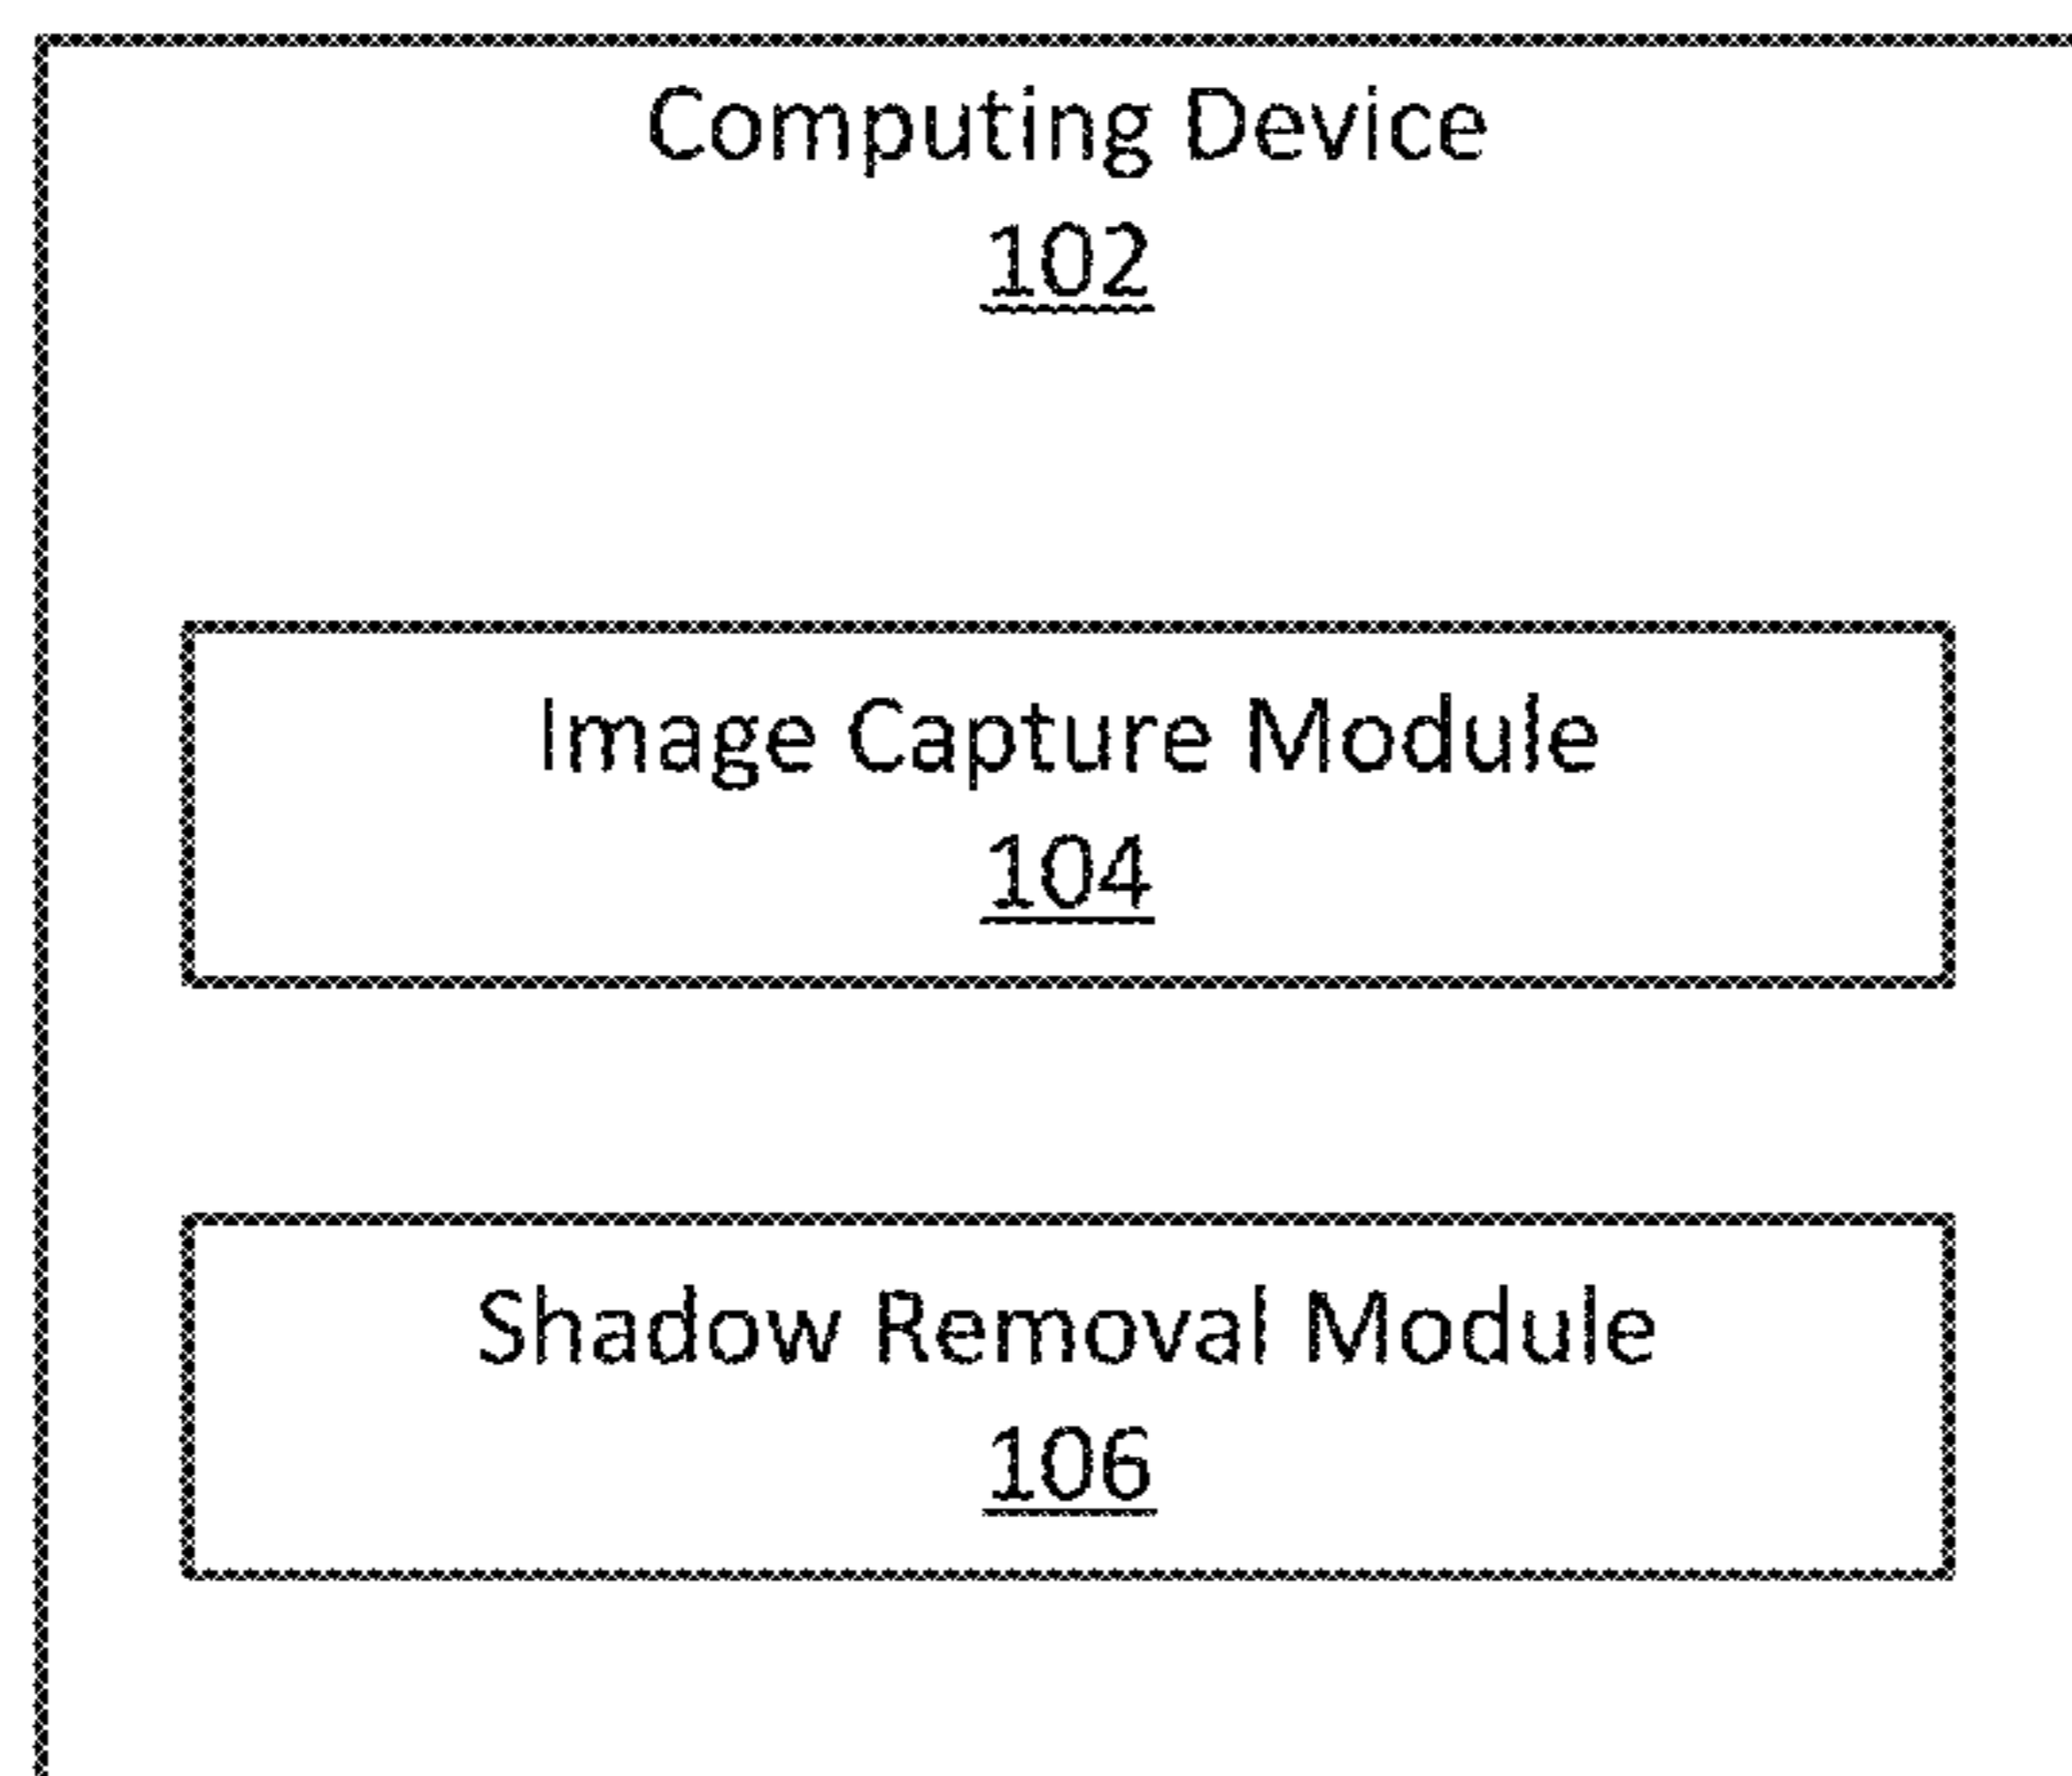 Computing Device
102
Image Capture Module
104
Shadow Removal Module
106